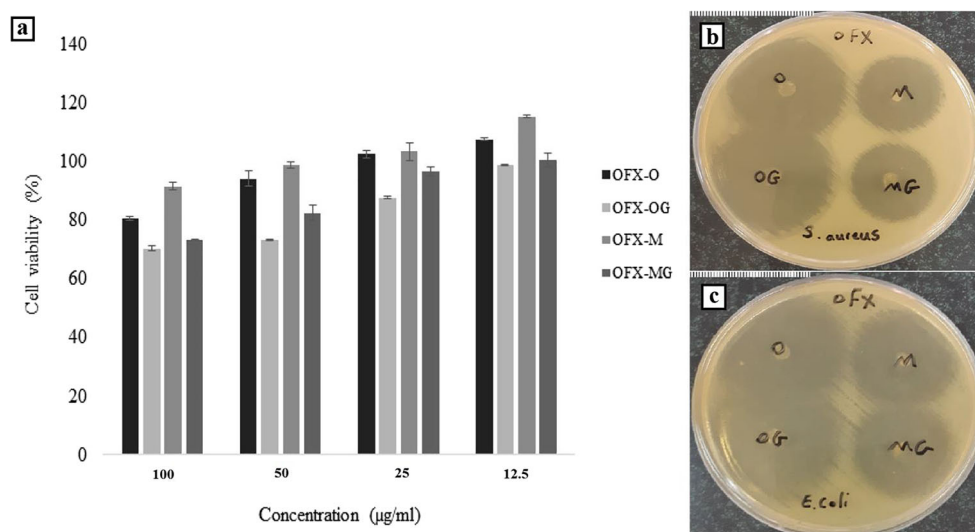 a
140
120
100
80
60
40
20
0
Cell viability (%)
100 50 25 12.5
Concentration (µg/ml)
OFX-O
OFX-OG
OFX-M
OFX-MG
b
OFX
O M
OG MG
S. aureus
c
OFX
O M
OG MG
E.coli